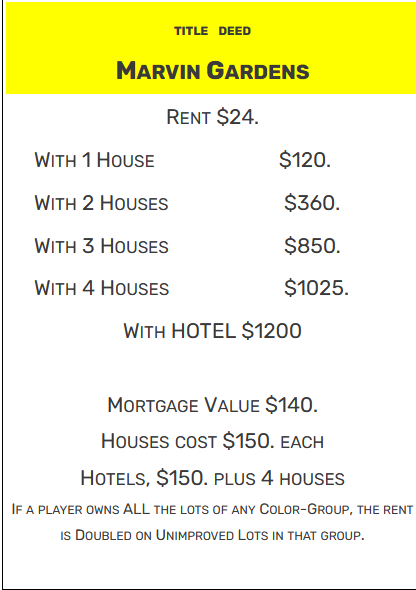 TITLE DEED
MARVIN GARDENS
RENT $24.
WITH 1 HOUSE $120.
WITH 2 HOUSES $360.
WITH 3 HOUSES $850.
WITH 4 HOUSES $1025.
WITH HOTEL $1200
MORTGAGE VALUE $140.
HOUSES COST $150. EACH
HOTELS, $150. PLUS 4 HOUSES
IF A PLAYER OWNS ALL THE LOTS OF ANY COLOR-GROUP, THE RENT
IS DOUBLED ON UNIMPROVED LOTS IN THAT GROUP.